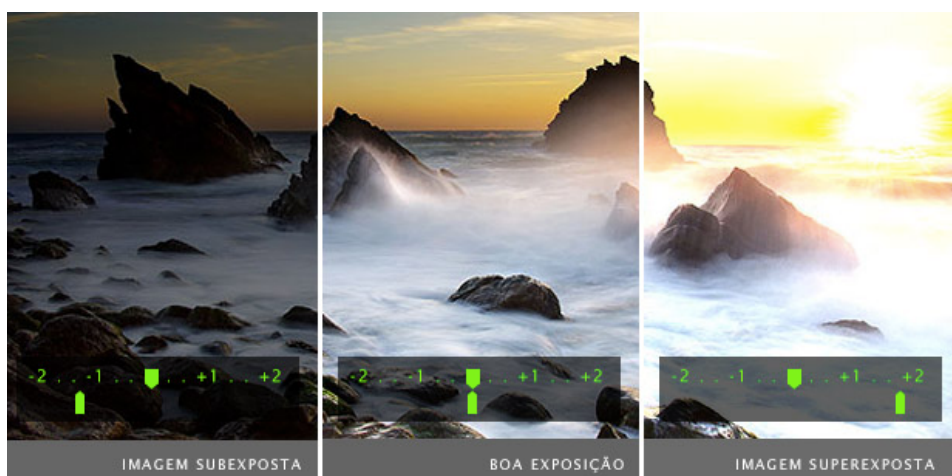 -2 . . -1 . . . . +1 . . +2
IMAGEM SUBEXPOSTA
-2 . . -1 . . . . +1 . . +2
BOA EXPOSIÇÃO
-2 . . -1 . . . . +1 . . +2
IMAGEM SUPEREXPOSTA